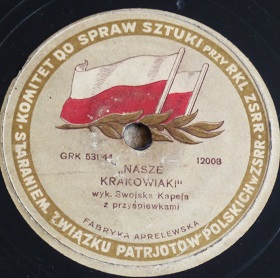 KOMITET DO SPRAW SZTUKI PRZY RKL ZSRR ·
STARANIEM ZWIĄZKU PATRJOTÓW POLSKICH W ZSRR ·
GRK 53144
12008
„NASZE
KRAKOWIAKI"
wyk. Swojska Kapela
z przyśpiewkami
FABRYKA APRELEWSKA